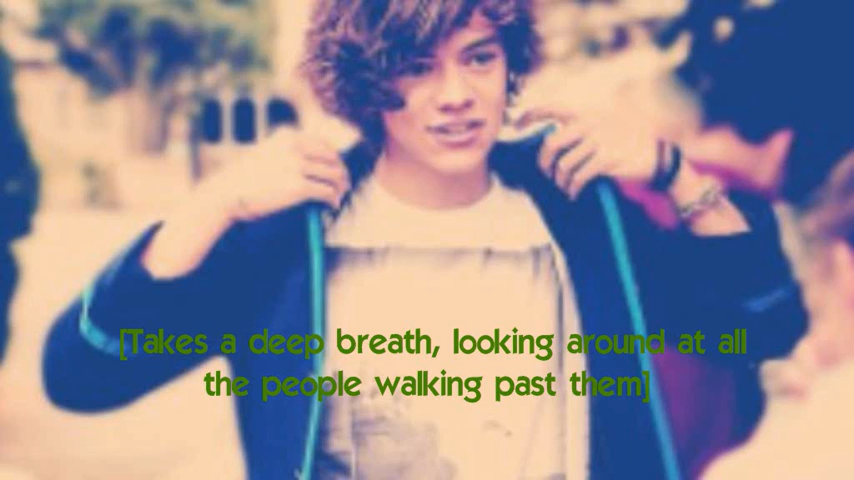 [Takes a deep breath, looking around at all
the people walking past them]